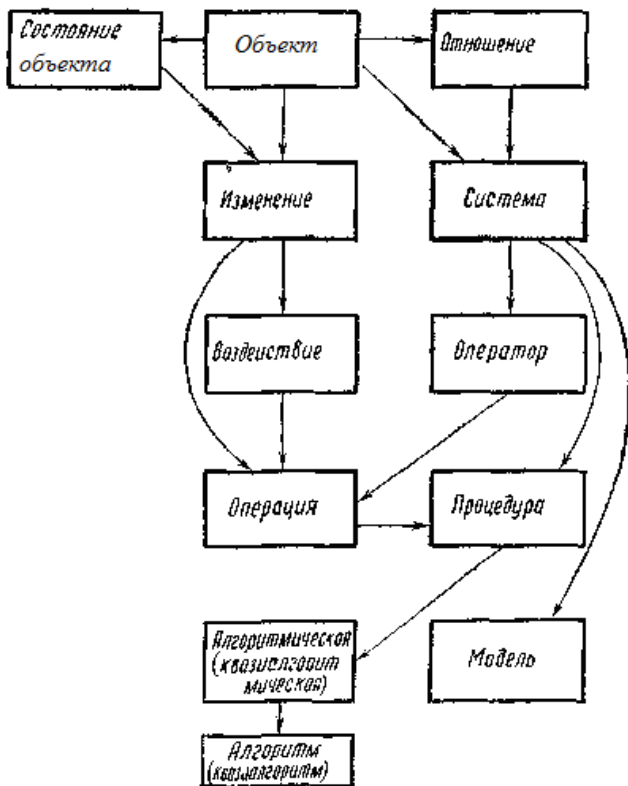 Состояние
объекта
Объект
Отношение
Изменение
Система
Воздействие
Оператор
Операция
Процедура
Алгоритмическая
(квазиалгорит
мическая)
Модель
Алгоритм
(квазиалгоритм)